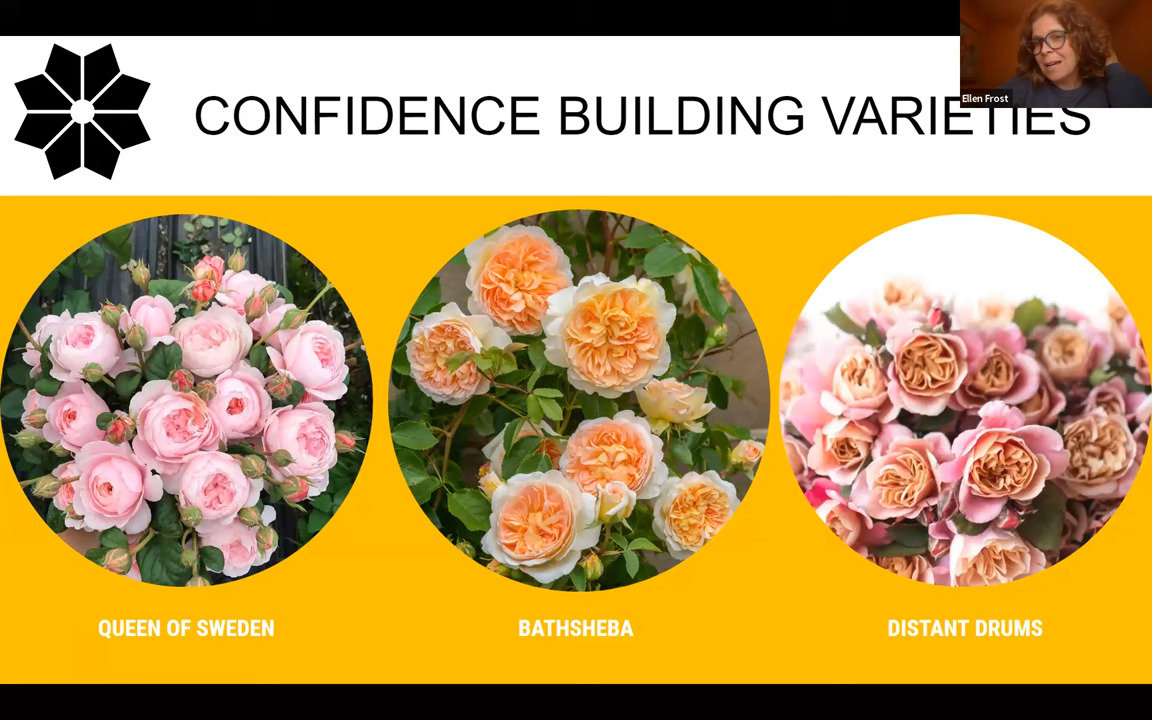 Ellen Frost
CONFIDENCE BUILDING VARIETIES
QUEEN OF SWEDEN
BATHSHEBA
DISTANT DRUMS